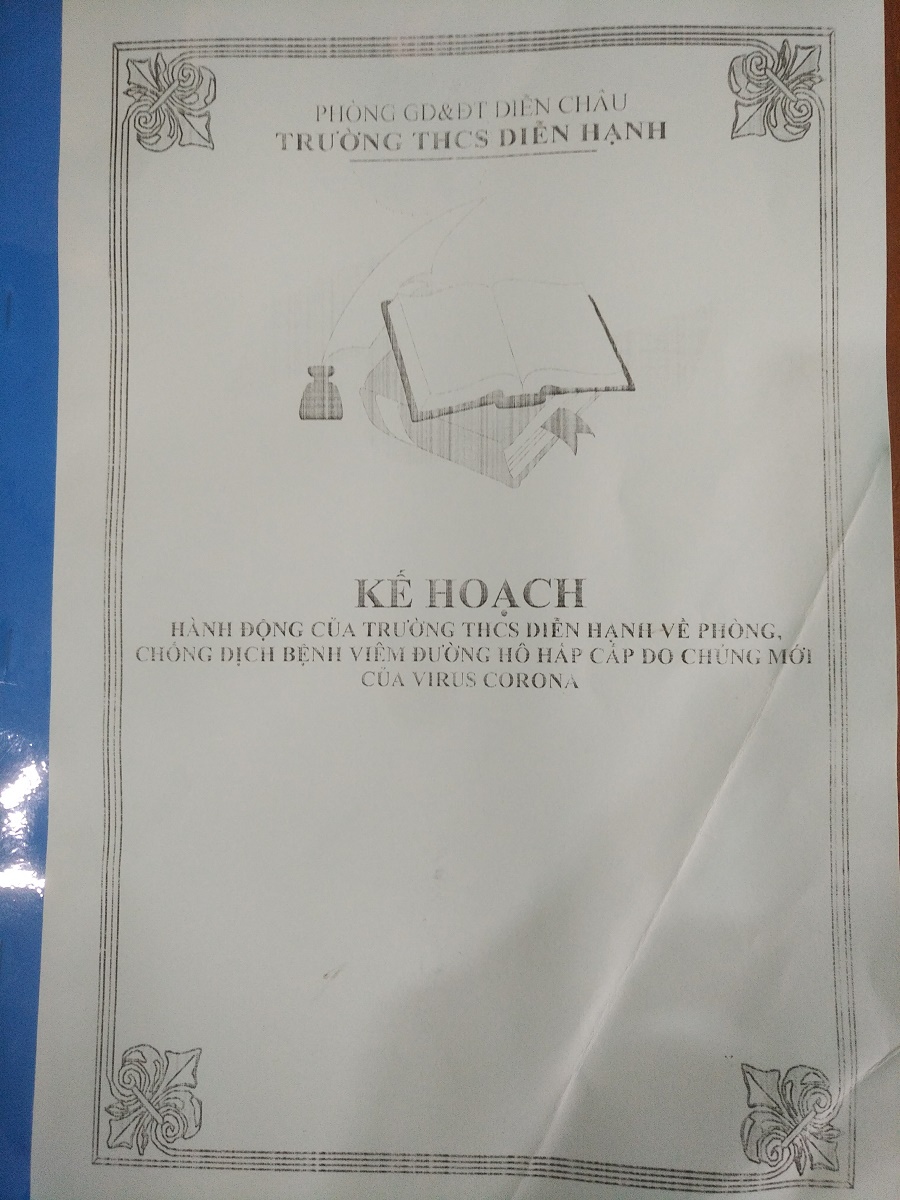 PHÒNG GD&ĐT DIỄN CHÂU
TRƯỜNG THCS DIỄN HẠNH
KẾ HOẠCH
HÀNH ĐỘNG CỦA TRƯỜNG THCS DIỄN HẠNH VỀ PHÒNG,
CHỐNG DỊCH BỆNH VIÊM ĐƯỜNG HÔ HẤP CẤP DO CHỦNG MỚI
CỦA VIRUS CORONA